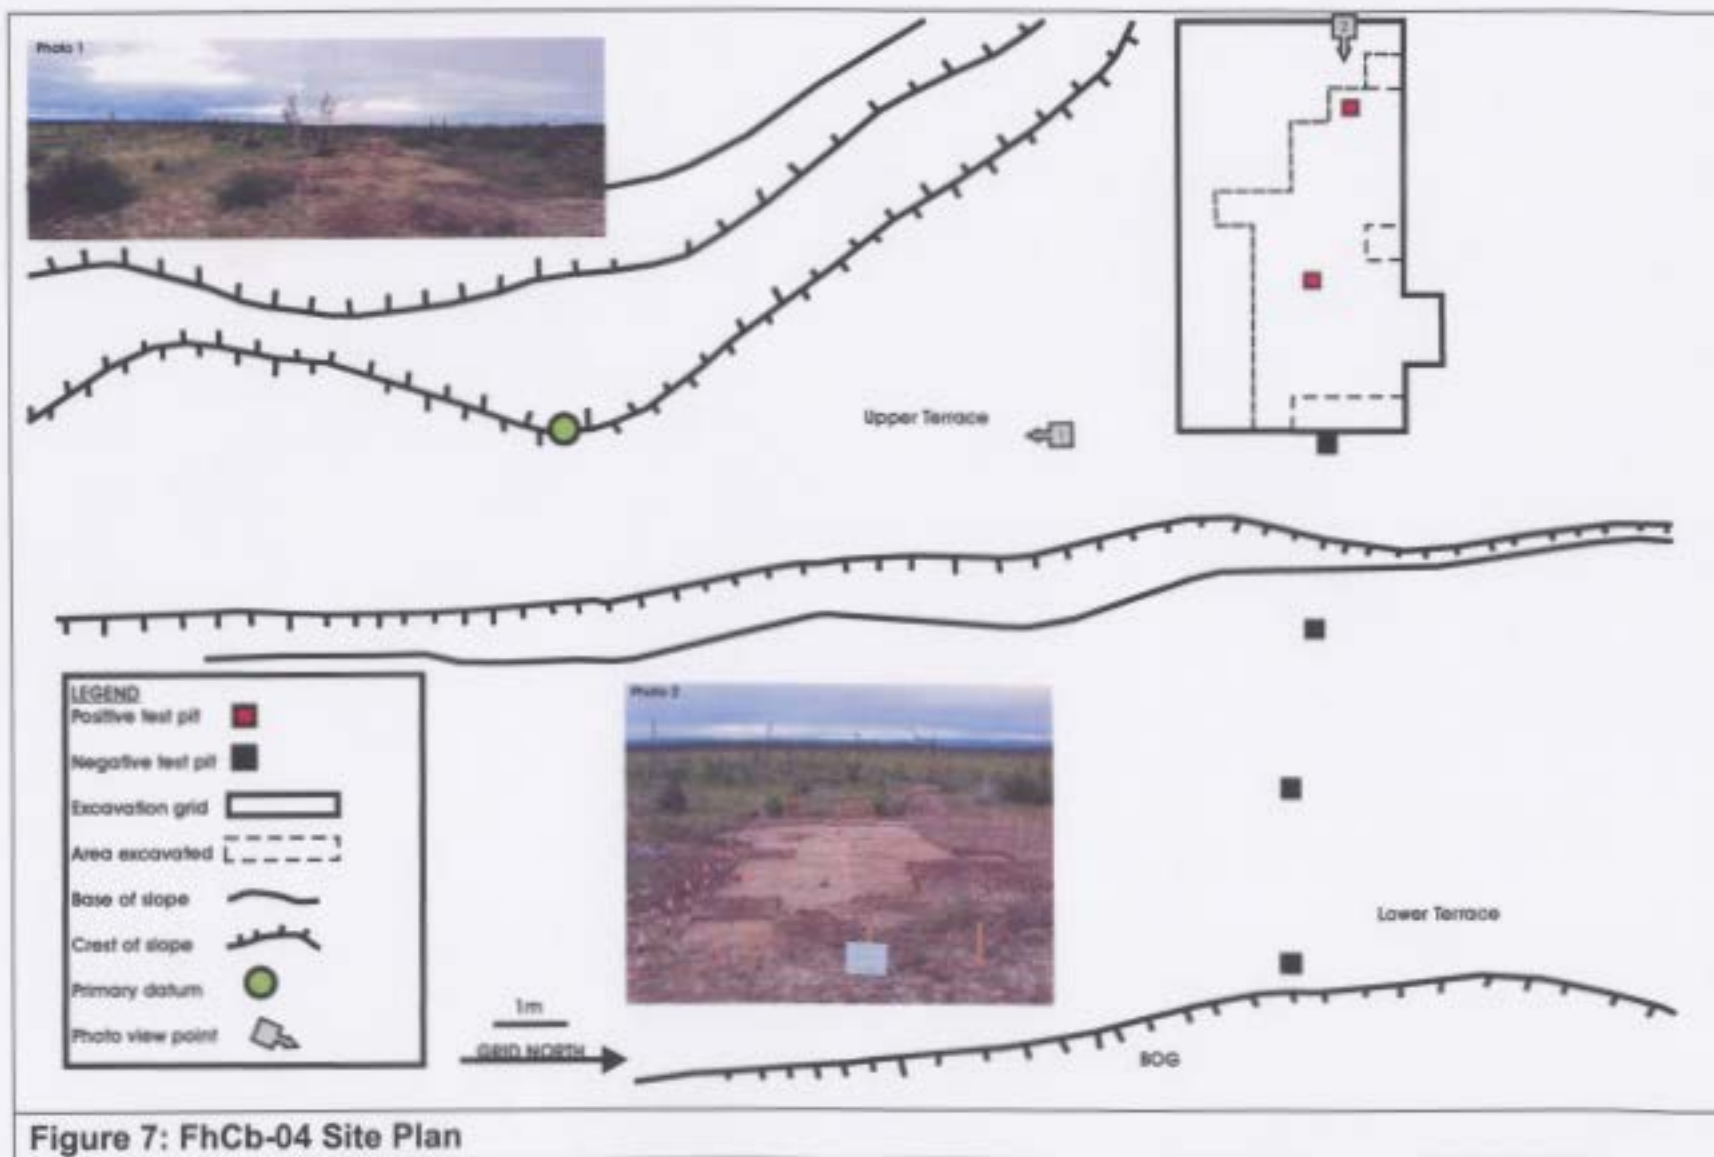 Photo 1
2
Upper Terrace
1
LEGEND
Positive test pit
Negative test pit
Excavation grid
Area excavated
Base of slope
Crest of slope
Primary datum
Photo view point
Photo 2
1m
GRID NORTH
Lower Terrace
BOG
Figure 7: FhCb-04 Site Plan